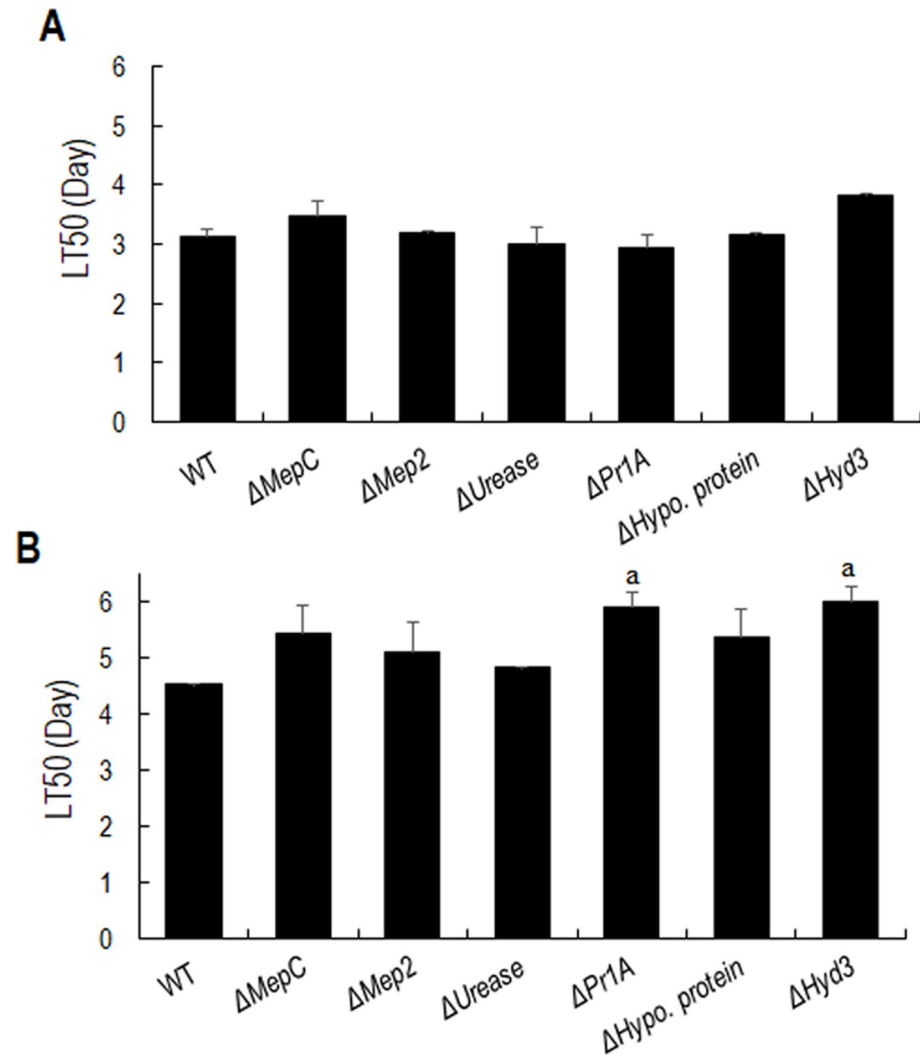 A
6
5
4
3
2
1
0
LT50 (Day)
WT
ΔMepC
ΔMep2
ΔUrease
ΔPr1A
ΔHypo. protein
ΔHyd3
B
a
a
6
5
4
3
2
1
0
LT50 (Day)
WT
ΔMepC
ΔMep2
ΔUrease
ΔPr1A
ΔHypo. protein
ΔHyd3